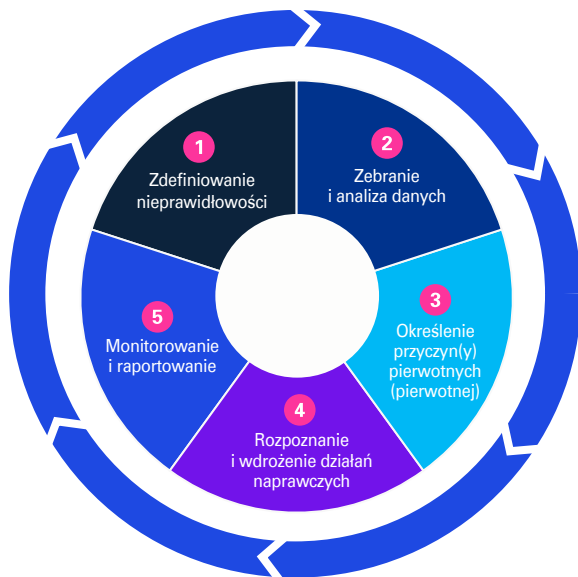 1
Zdefiniowanie
nieprawidłowości
2
Zebranie
i analiza danych
3
Określenie
przyczyn(y)
pierwotnych
(pierwotnej)
4
Rozpoznanie
i wdrożenie działań
naprawczych
5
Monitorowanie
i raportowanie